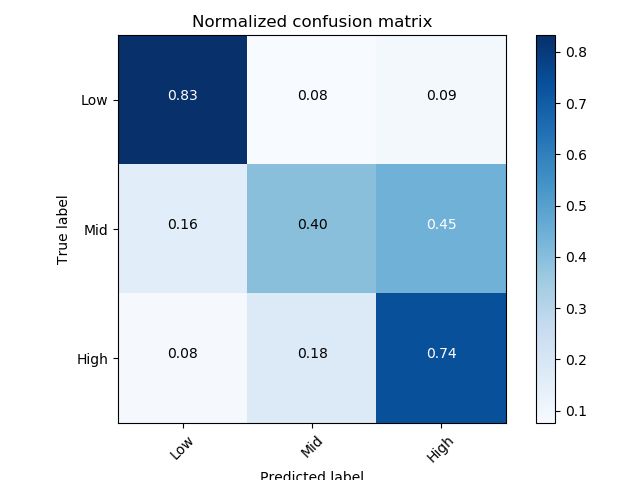 Normalized confusion matrix
True label
Low
0.83
0.08
0.09
Mid
0.16
0.40
0.45
High
0.08
0.18
0.74
Low
Mid
High
Predicted label
0.8
0.7
0.6
0.5
0.4
0.3
0.2
0.1